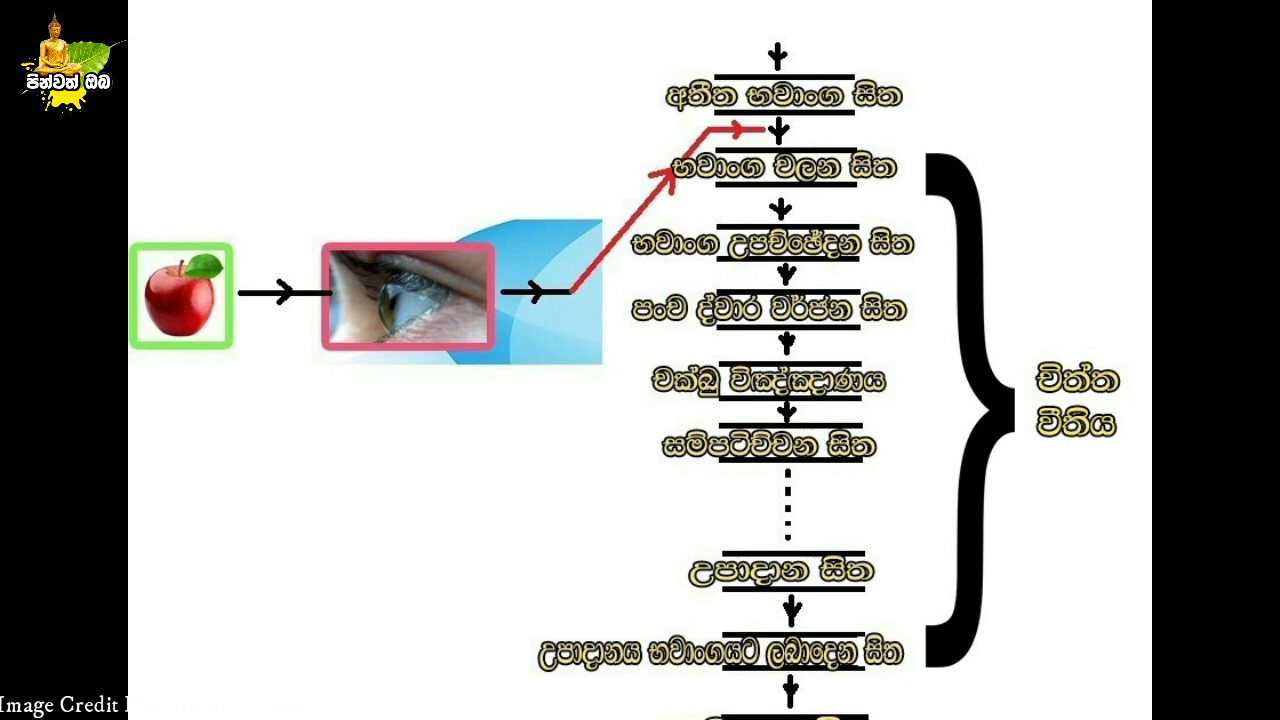 පින්වත් ඔබ
අතීත භවාංග සිත
භවාංග චලන සිත
භවාංග උපච්ඡේදන සිත
පංච ද්වාර වර්ජන සිත
චක්ඛු විඤ්ඤාණය
සම්පටිච්චන සිත
උපාදාන සිත
උපාදානය භවාංගයට ලබාදෙන සිත
චිත්ත
වීතිය
Image Credit